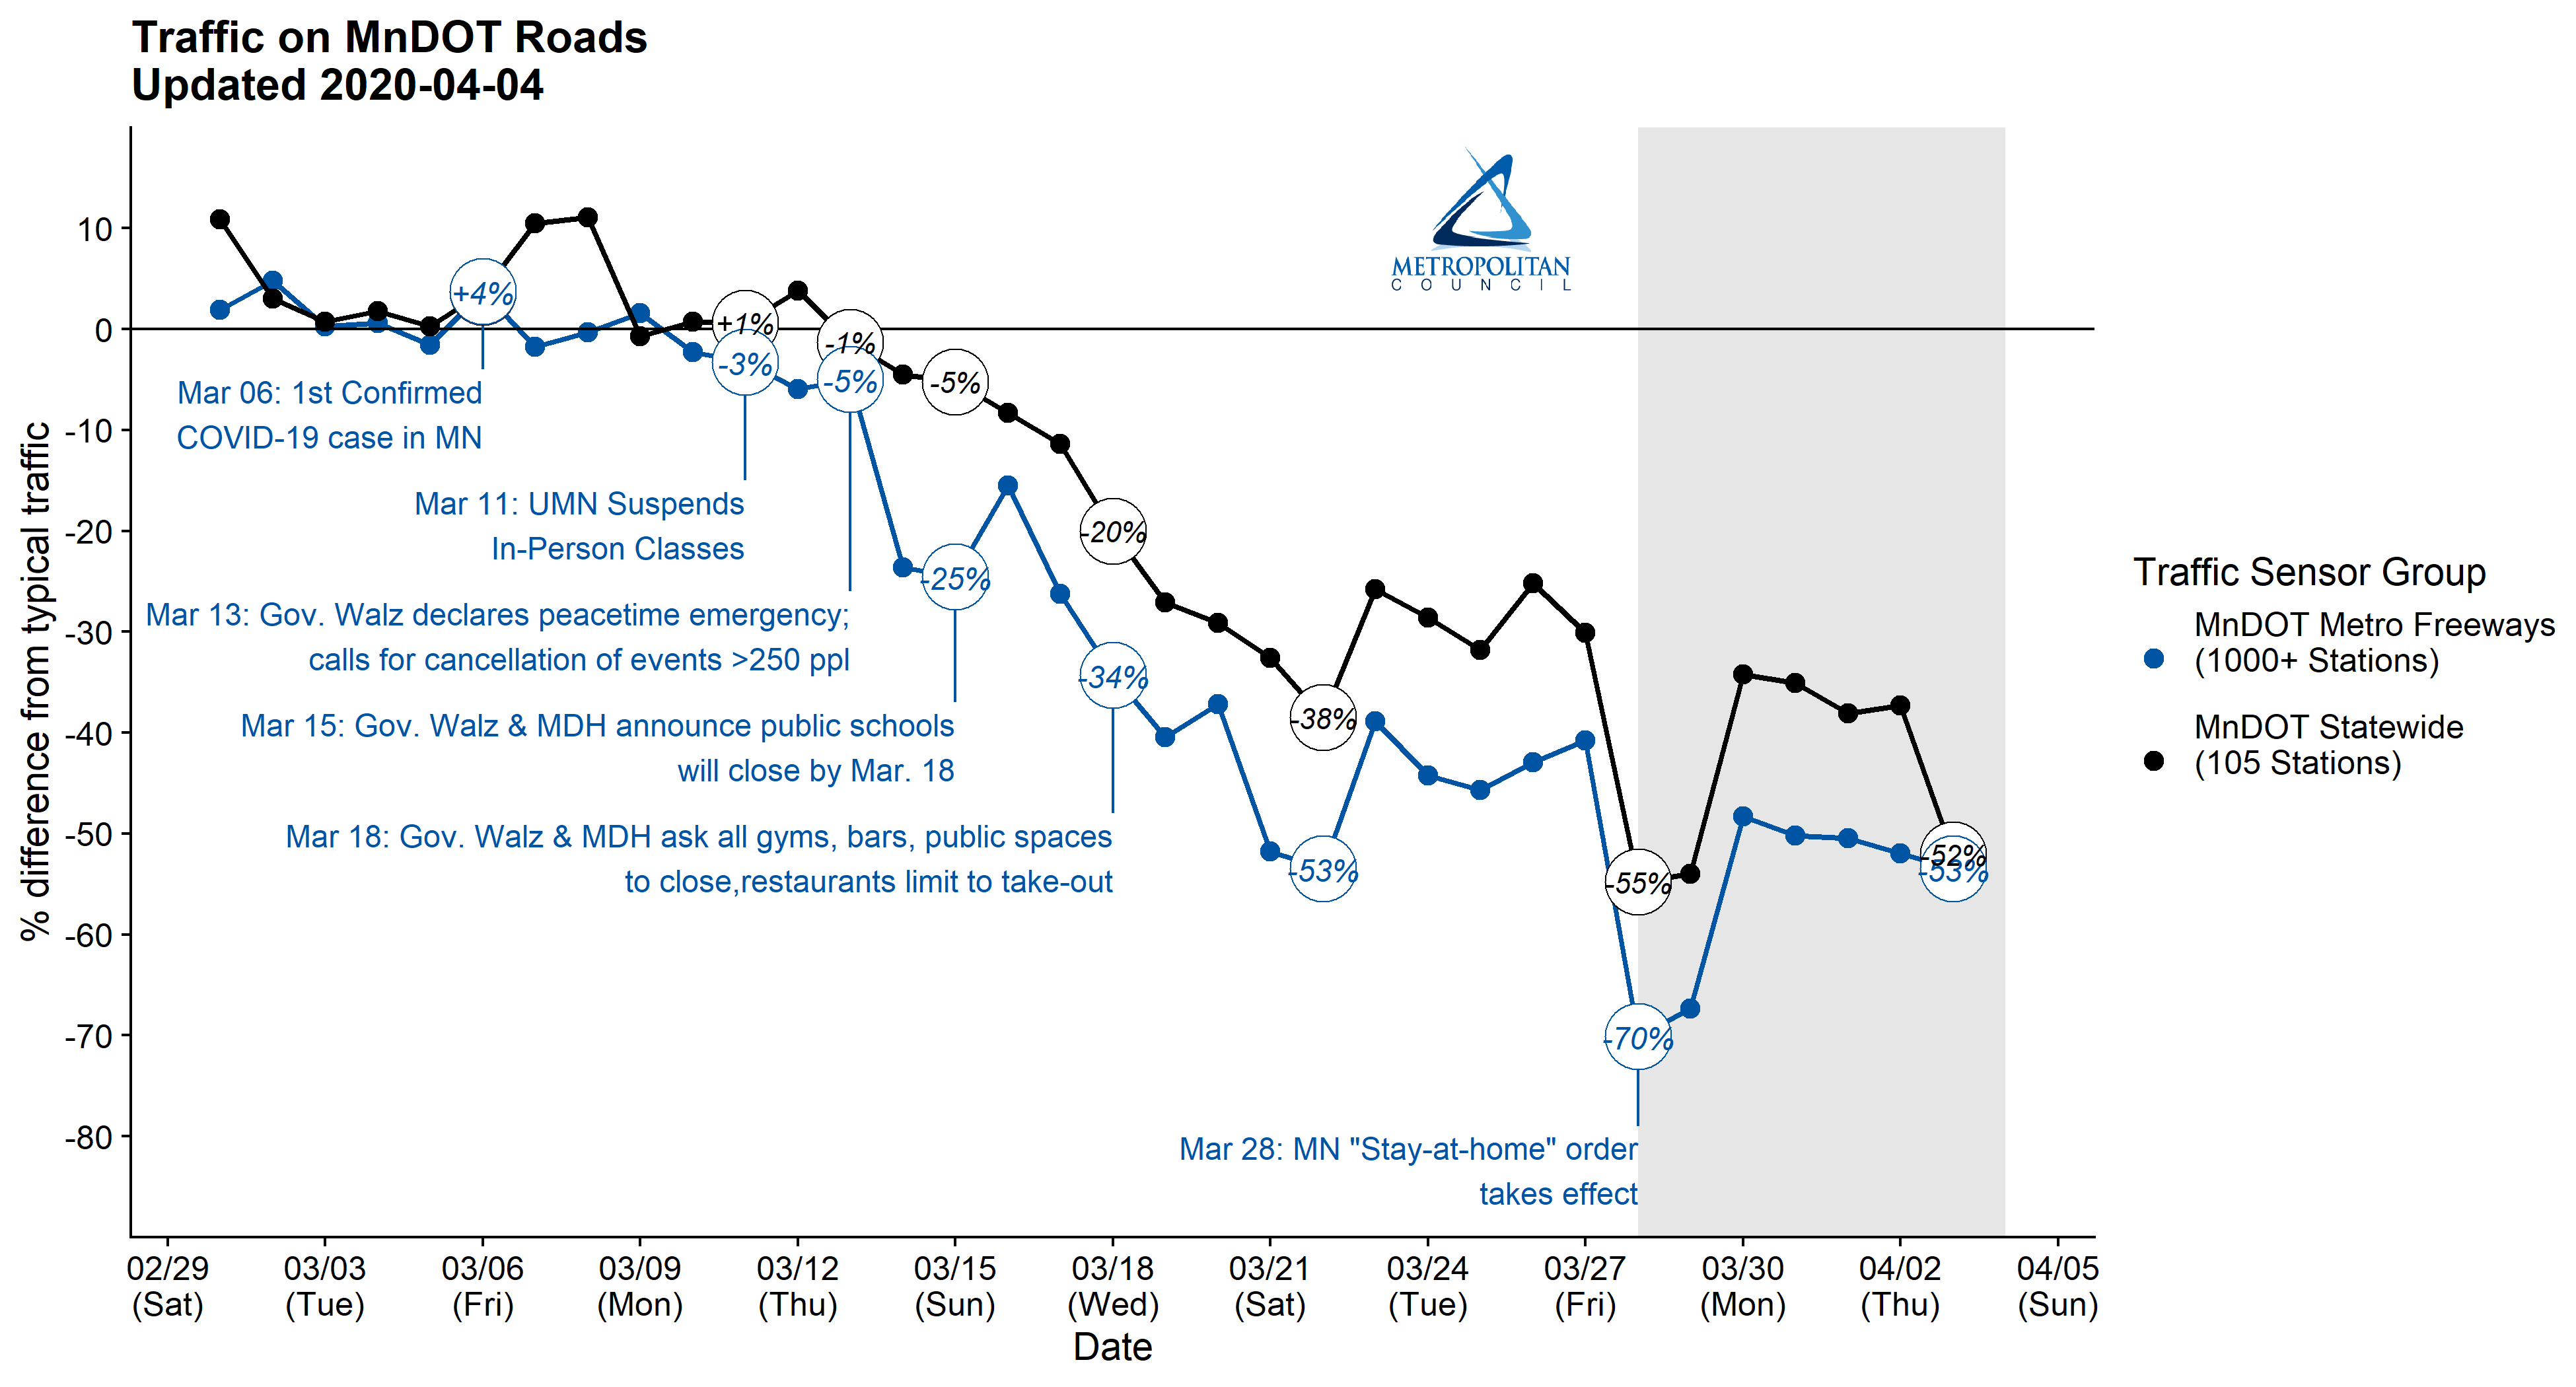 Traffic on MnDOT Roads
Updated 2020-04-04
METROPOLITAN
COUNCIL
% difference from typical traffic
10
0
-10
-20
-30
-40
-50
-60
-70
-80
+4%
+1%
-3%
-1%
-5%
-5%
-25%
-20%
-34%
-38%
-53%
-55%
-70%
-52%
-53%
Mar 06: 1st Confirmed
COVID-19 case in MN
Mar 11: UMN Suspends
In-Person Classes
Mar 13: Gov. Walz declares peacetime emergency;
calls for cancellation of events >250 ppl
Mar 15: Gov. Walz & MDH announce public schools
will close by Mar. 18
Mar 18: Gov. Walz & MDH ask all gyms, bars, public spaces
to close,restaurants limit to take-out
Mar 28: MN "Stay-at-home" order
takes effect
02/29 03/03 03/06 03/09 03/12 03/15 03/18 03/21 03/24 03/27 03/30 04/02 04/05
(Sat) (Tue) (Fri) (Mon) (Thu) (Sun) (Wed) (Sat) (Tue) (Fri) (Mon) (Thu) (Sun)
Date
Traffic Sensor Group
MnDOT Metro Freeways
(1000+ Stations)
MnDOT Statewide
(105 Stations)